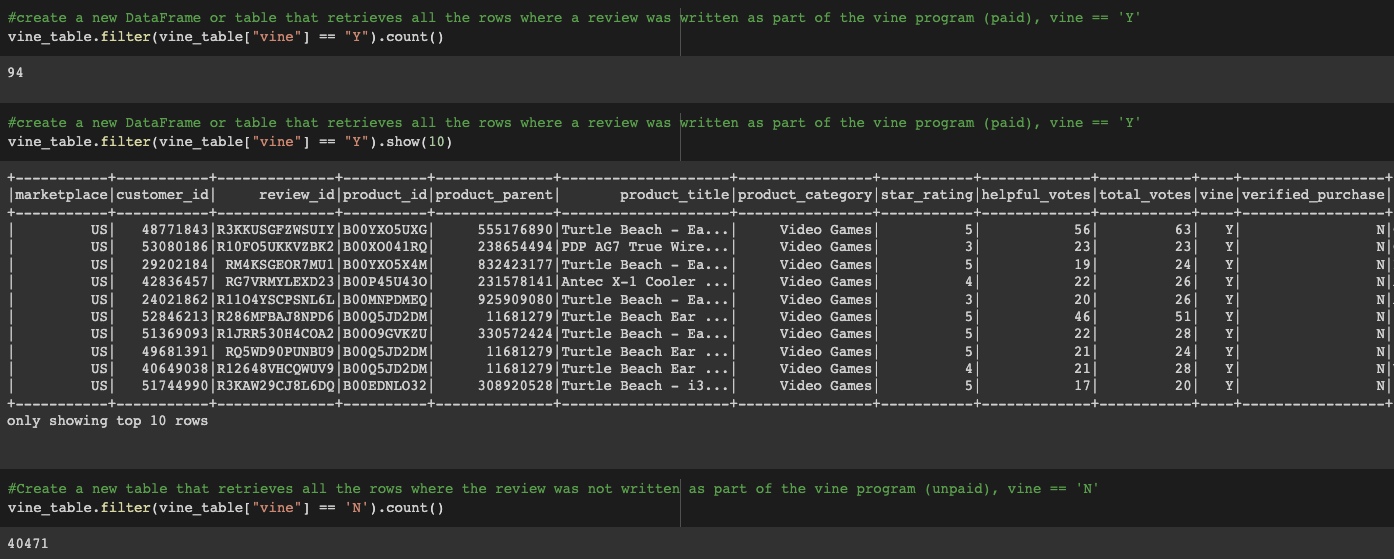 #create a new DataFrame or table that retrieves all the rows where a review was written as part of the vine program (paid), vine == 'Y'
vine_table.filter(vine_table["vine"] == "Y").count()
94
#create a new DataFrame or table that retrieves all the rows where a review was written as part of the vine program (paid), vine == 'Y'
vine_table.filter(vine_table["vine"] == "Y").show(10)
+-----------+-----------+--------------+----------+--------------+--------------------+----------------+-----------+-------------+-----------+----+-----------------+
|marketplace|customer_id|     review_id|product_id|product_parent|       product_title|product_category|star_rating|helpful_votes|total_votes|vine|verified_purchase|
+-----------+-----------+--------------+----------+--------------+--------------------+----------------+-----------+-------------+-----------+----+-----------------+
|         US|   48771843|R3KKUSGFZWSUIY|B00YXO5UXG|     555176890|Turtle Beach - Ea...|     Video Games|          5|           56|         63|   Y|                N|
|         US|   53080186|R10FO5UKKVZBK2|B00XO041RQ|     238654494|PDP AG7 True Wire...|     Video Games|          3|           23|         23|   Y|                N|
|         US|   29202184| RM4KSGEOR7MU1|B00YXO5X4M|     832423177|Turtle Beach - Ea...|     Video Games|          5|           19|         24|   Y|                N|
|         US|   42836457| RG7VRMYLEXD23|B00P45U43O|     231578141|Antec X-1 Cooler ...|     Video Games|          4|           22|         26|   Y|                N|
|         US|   24021862|R11O4YSCPSNL6L|B00MNPDMEQ|     925909080|Turtle Beach - Ea...|     Video Games|          3|           20|         26|   Y|                N|
|         US|   52846213|R286MFBAJ8NPD6|B00Q5JD2DM|      11681279|Turtle Beach Ear ...|     Video Games|          5|           46|         51|   Y|                N|
|         US|   51369093|R1JRR530H4COA2|B00O9GVKZU|     330572424|Turtle Beach - Ea...|     Video Games|          5|           22|         28|   Y|                N|
|         US|   49681391| RQ5WD90PUNBU9|B00Q5JD2DM|      11681279|Turtle Beach Ear ...|     Video Games|          5|           21|         24|   Y|                N|
|         US|   40649038|R12648VHCQWUV9|B00Q5JD2DM|      11681279|Turtle Beach Ear ...|     Video Games|          4|           21|         28|   Y|                N|
|         US|   51744990|R3KAW29CJ8L6DQ|B00EDNLO32|     308920528|Turtle Beach - i3...|     Video Games|          5|           17|         20|   Y|                N|
+-----------+-----------+--------------+----------+--------------+--------------------+----------------+-----------+-------------+-----------+----+-----------------+
only showing top 10 rows
#Create a new table that retrieves all the rows where the review was not written as part of the vine program (unpaid), vine == 'N'
vine_table.filter(vine_table["vine"] == 'N').count()
40471